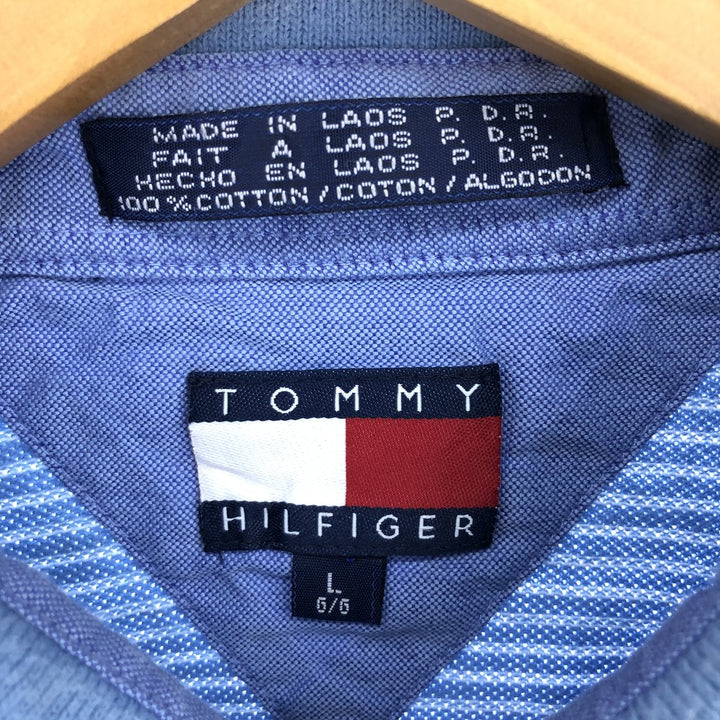 MADE IN LAOS P. D.R.
FAIT A LAOS P. D.R.
HECHO EN LAOS P. D.R.
100 % COTTON / COTON / ALGODON
TOMMY
HILFIGER
L
G/G